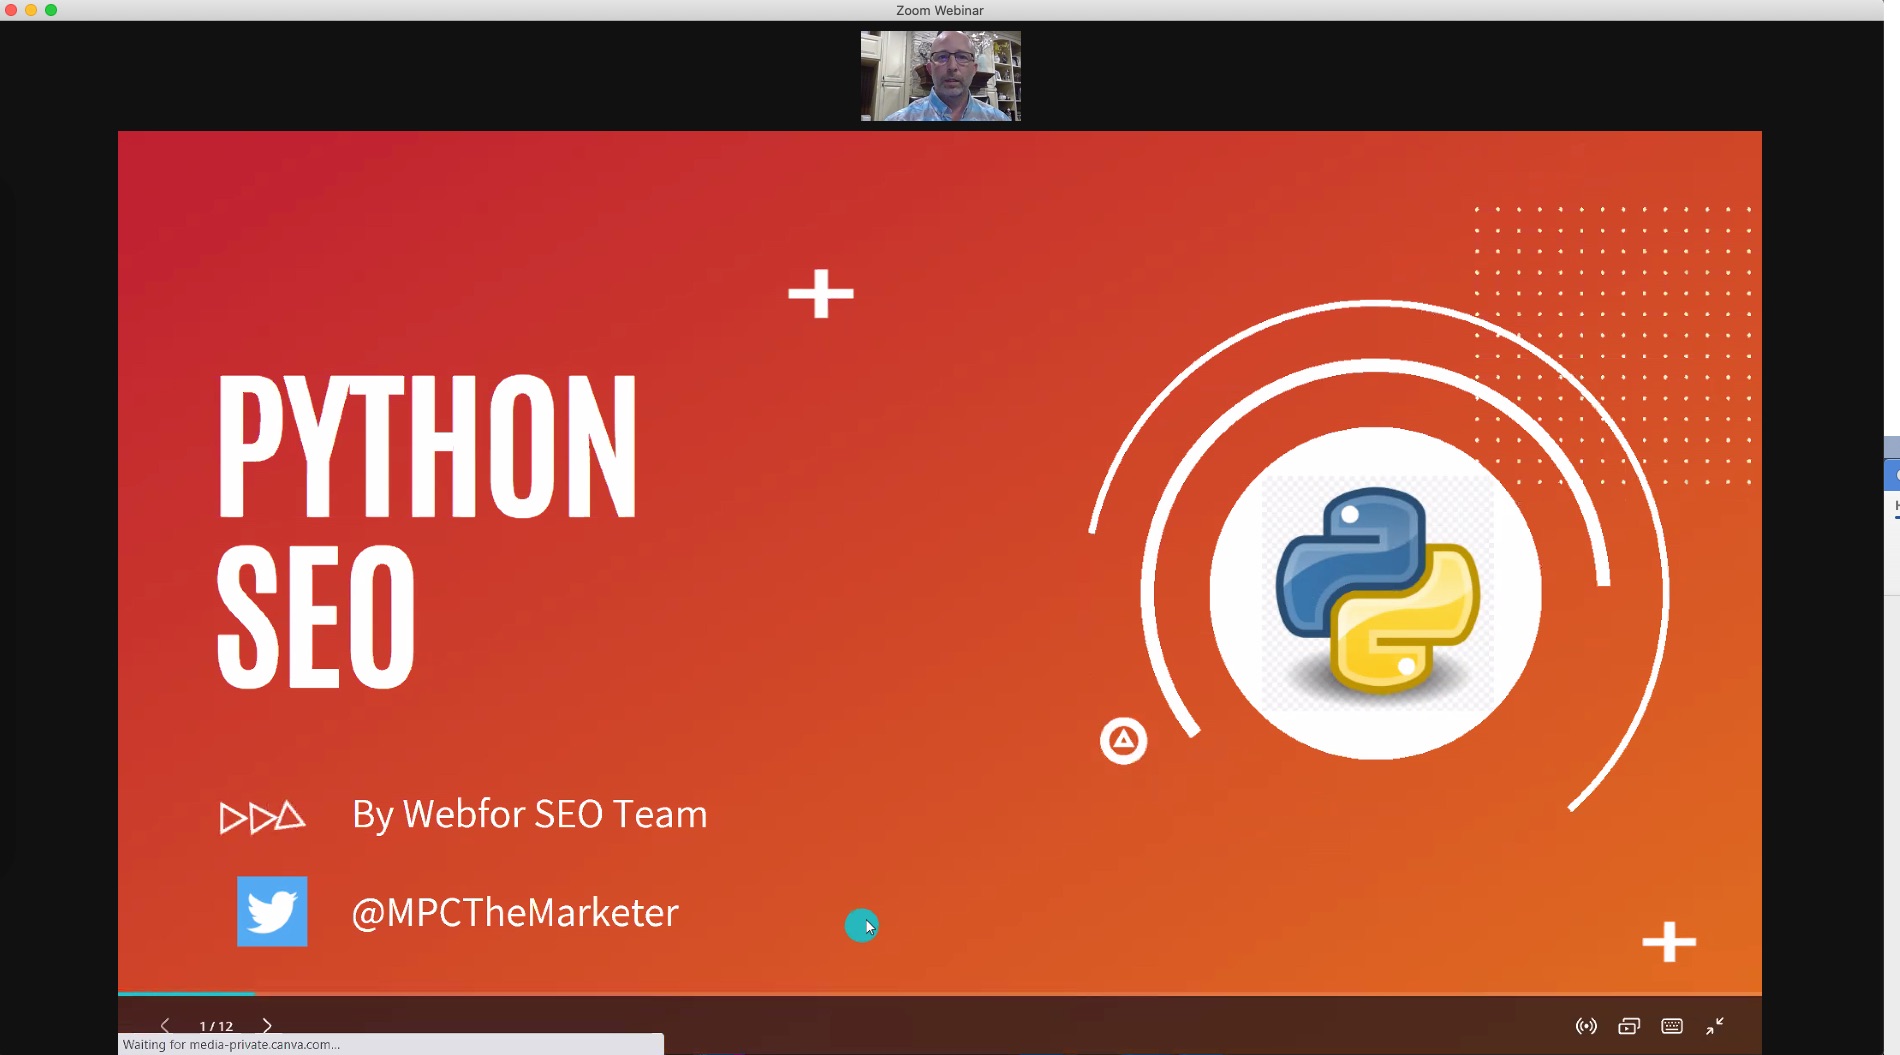 Zoom Webinar
PYTHON
SEO
By Webfor SEO Team
@MPCTheMarketer
1 / 12
Waiting for media-private.canva.com...